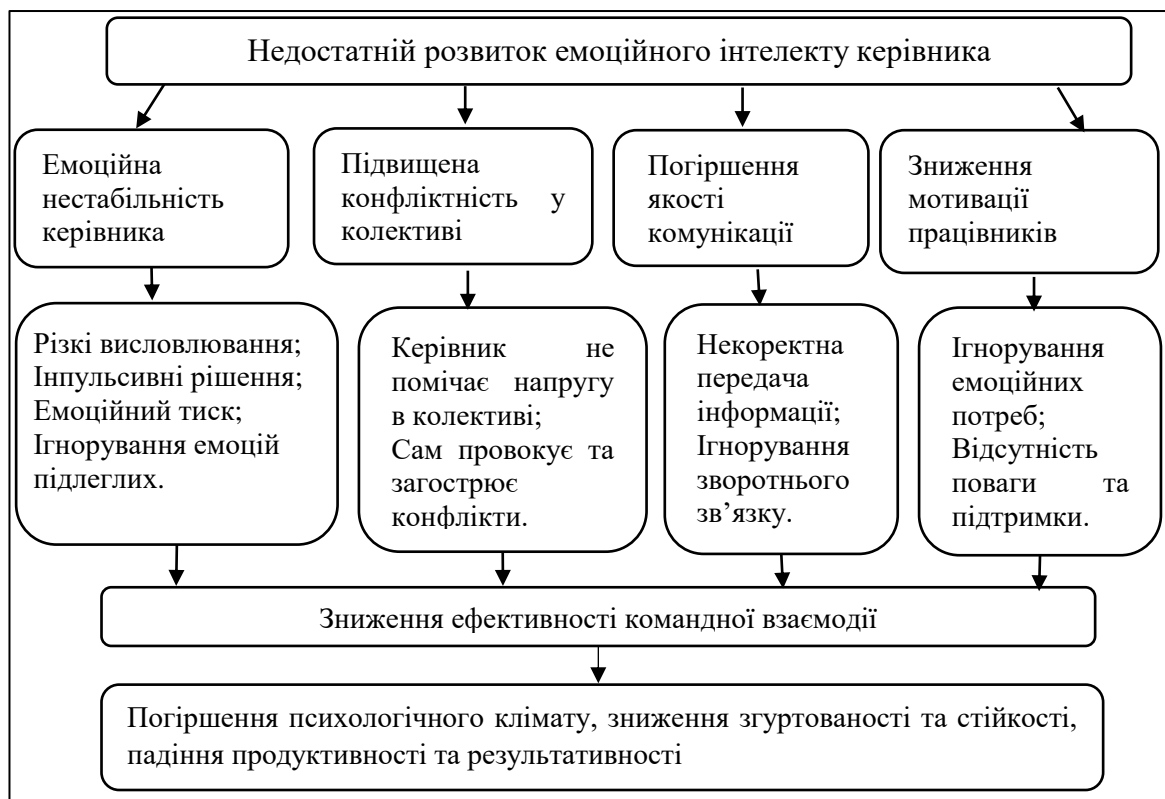 Недостатній розвиток емоційного інтелекту керівника
Емоційна
нестабільність
керівника
Підвищена
конфліктність у
колективі
Погіршення
якості
комунікації
Зниження
мотивації
працівників
Різкі висловлювання;
Інпульсивні рішення;
Емоційний тиск;
Ігнорування емоцій
підлеглих.
Керівник не
помічає напругу
в колективі;
Сам провокує та
загострює
конфлікти.
Некоректна
передача
інформації;
Ігнорування
зворотнього
зв’язку.
Ігнорування
емоційних
потреб;
Відсутність
поваги та
підтримки.
Зниження ефективності командної взаємодії
Погіршення психологічного клімату, зниження згуртованості та стійкості,
падіння продуктивності та результативності